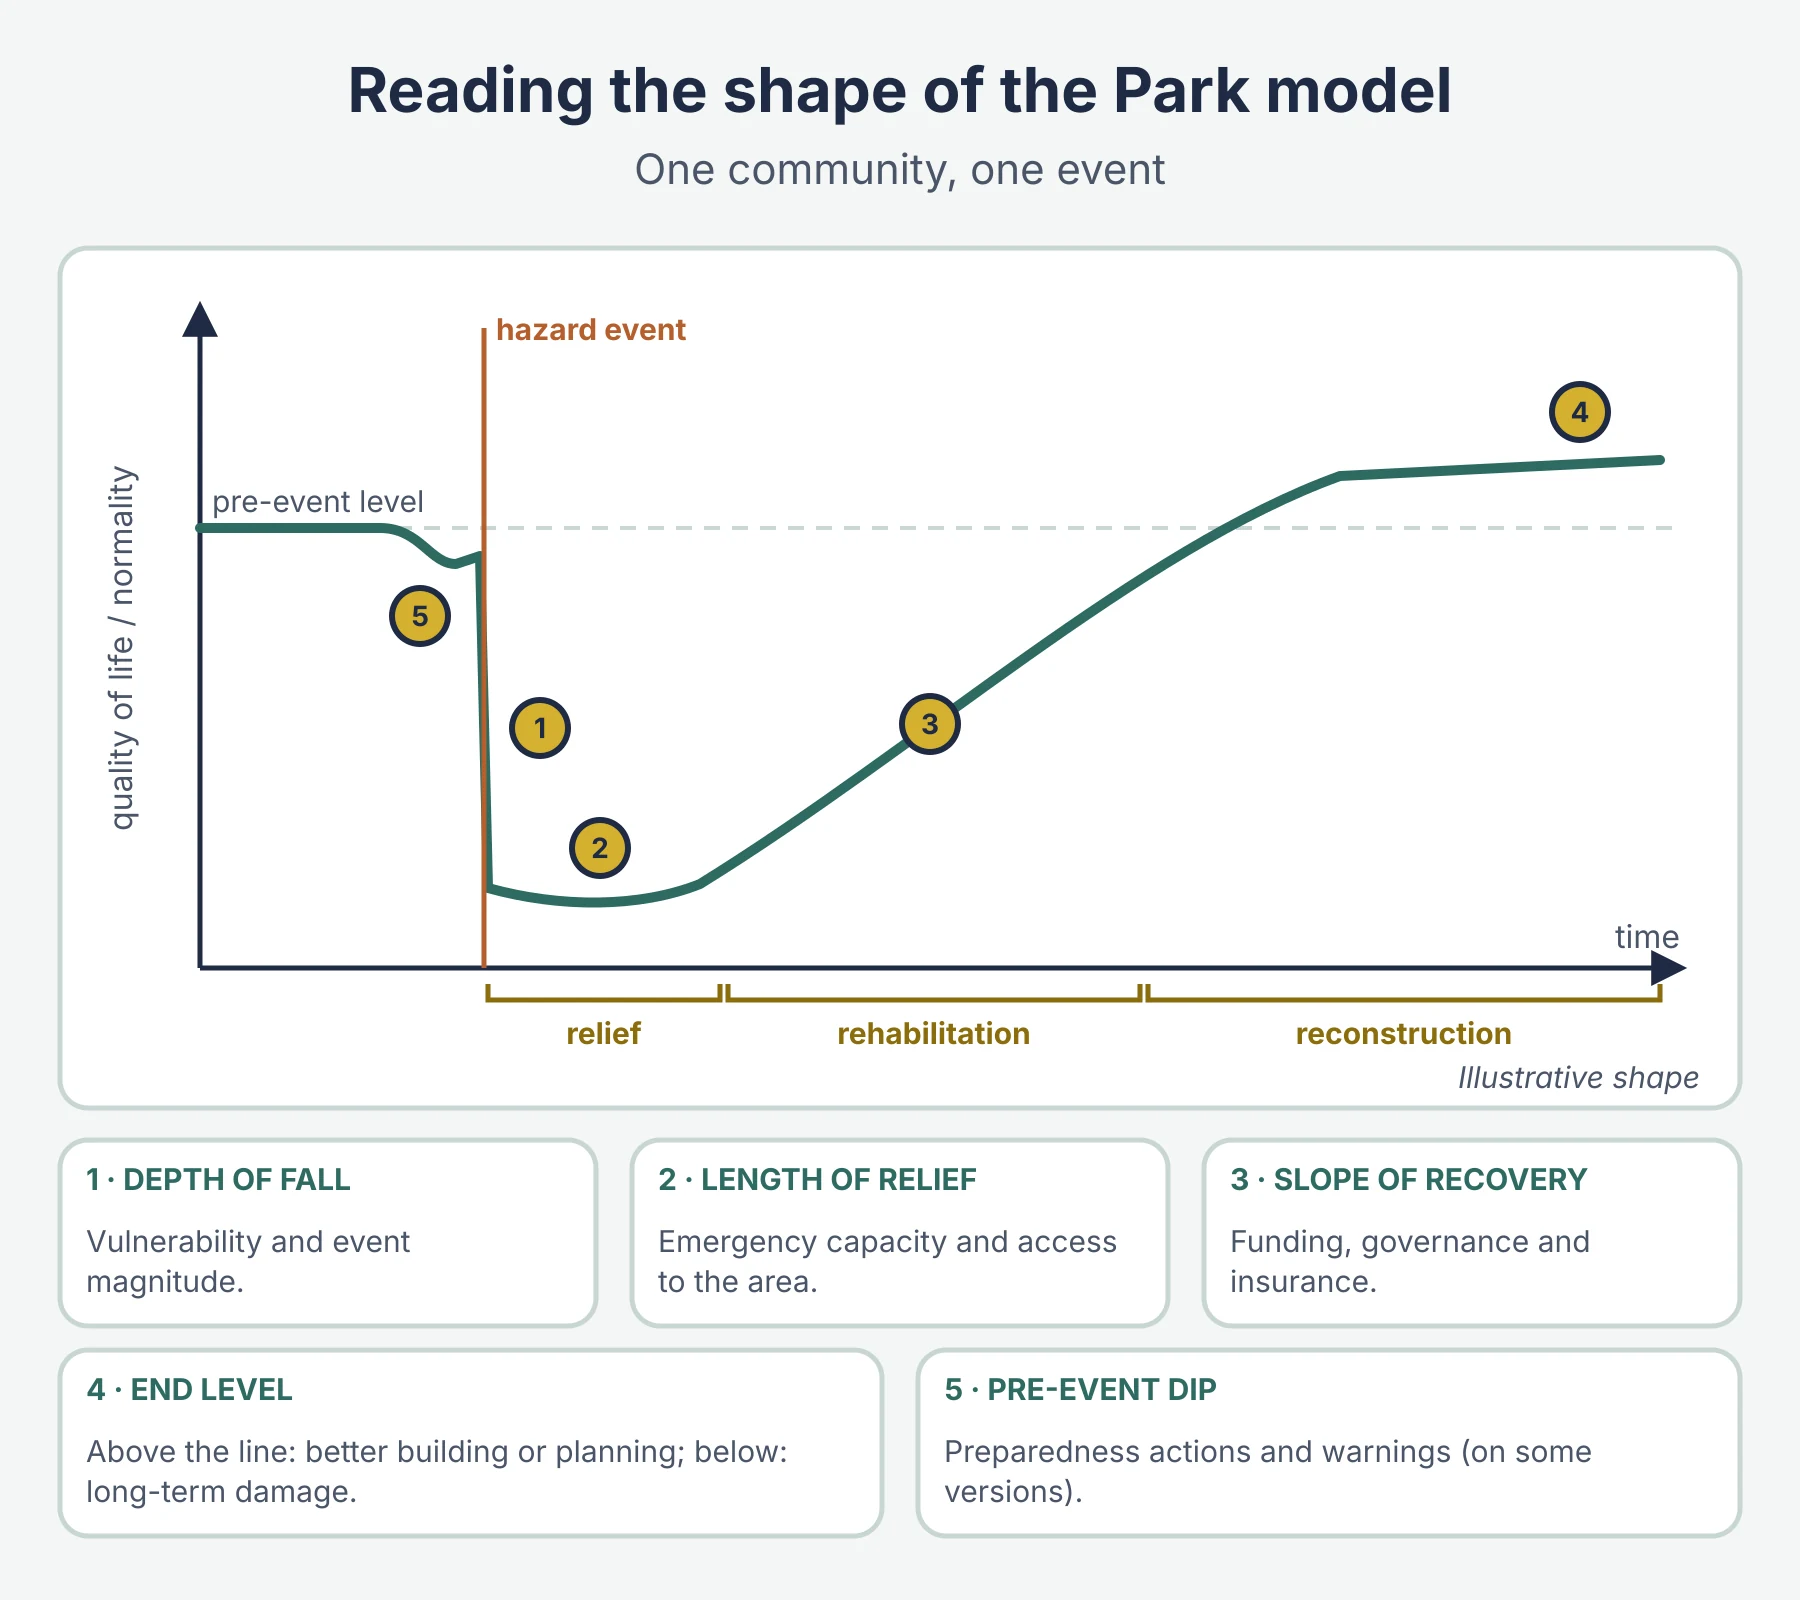 Reading the shape of the Park model
One community, one event
hazard event
4
pre-event level
quality of life / normality
5
1
3
2
time
relief
rehabilitation
reconstruction
Illustrative shape
1 · DEPTH OF FALL
Vulnerability and event
magnitude.
2 · LENGTH OF RELIEF
Emergency capacity and access
to the area.
3 · SLOPE OF RECOVERY
Funding, governance and
insurance.
4 · END LEVEL
Above the line: better building or planning; below:
long-term damage.
5 · PRE-EVENT DIP
Preparedness actions and warnings (on some
versions).